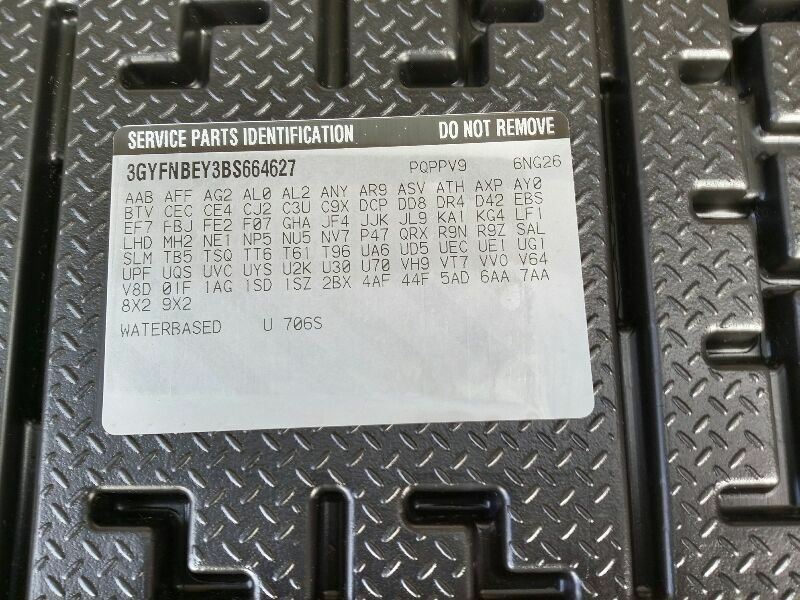 SERVICE PARTS IDENTIFICATION DO NOT REMOVE
3GYFNBEY3BS664627 PQPPV9 6NG26
AAB AFF AG2 AL0 AL2 ANY AR9 ASV ATH AXP AY0
BTV CEC CE4 CJ2 C3U C9X DCP DD8 DR4 D42 EBS
EF7 FBJ FE2 F07 GHA JF4 JJK JL9 KA1 KG4 LF1
LHD MH2 NE1 NP5 NU5 NV7 P47 QRX R9N R9Z SAL
SLM TB5 TSQ TT6 T61 T96 UA6 UD5 UEC UE1 UG1
UPF UQS UVC UYS U2K U30 U70 VH9 VT7 VV0 V64
V8D 01F 1AG 1SD 1SZ 2BX 4AF 44F 5AD 6AA 7AA
8X2 9X2
WATERBASED U 706S